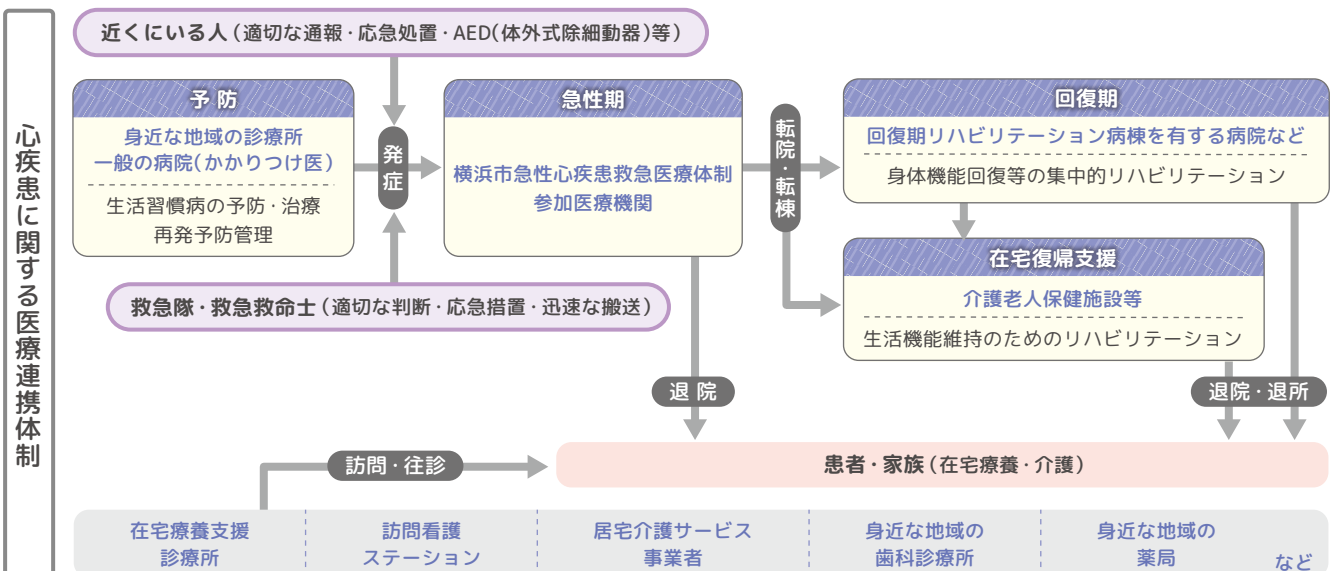 心疾患に関する医療連携体制
近くにいる人（適切な通報・応急処置・AED(体外式除細動器)等）
予防
身近な地域の診療所
一般の病院（かかりつけ医）
生活習慣病の予防・治療
再発予防管理
発症
救急隊・救急救命士（適切な判断・応急措置・迅速な搬送）
急性期
横浜市急性心疾患救急医療体制
参加医療機関
転院・転棟
回復期
回復期リハビリテーション病棟を有する病院など
身体機能回復等の集中的リハビリテーション
在宅復帰支援
介護老人保健施設等
生活機能維持のためのリハビリテーション
退院
退院・退所
訪問・往診
患者・家族（在宅療養・介護）
在宅療養支援
診療所
訪問看護
ステーション
居宅介護サービス
事業者
身近な地域の
歯科診療所
身近な地域の
薬局
など